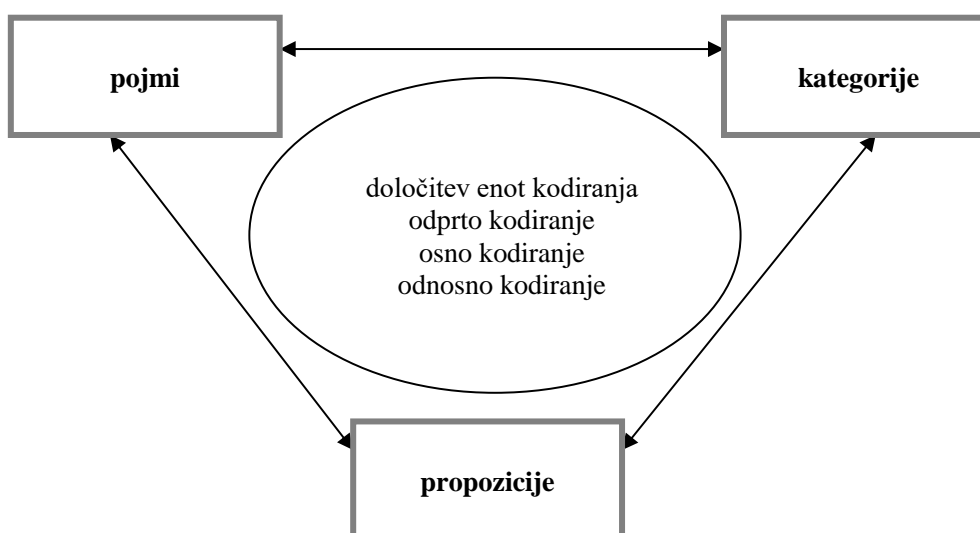 pojmi
kategorije
določitev enot kodiranja
odprto kodiranje
osno kodiranje
odnosno kodiranje
propozicije